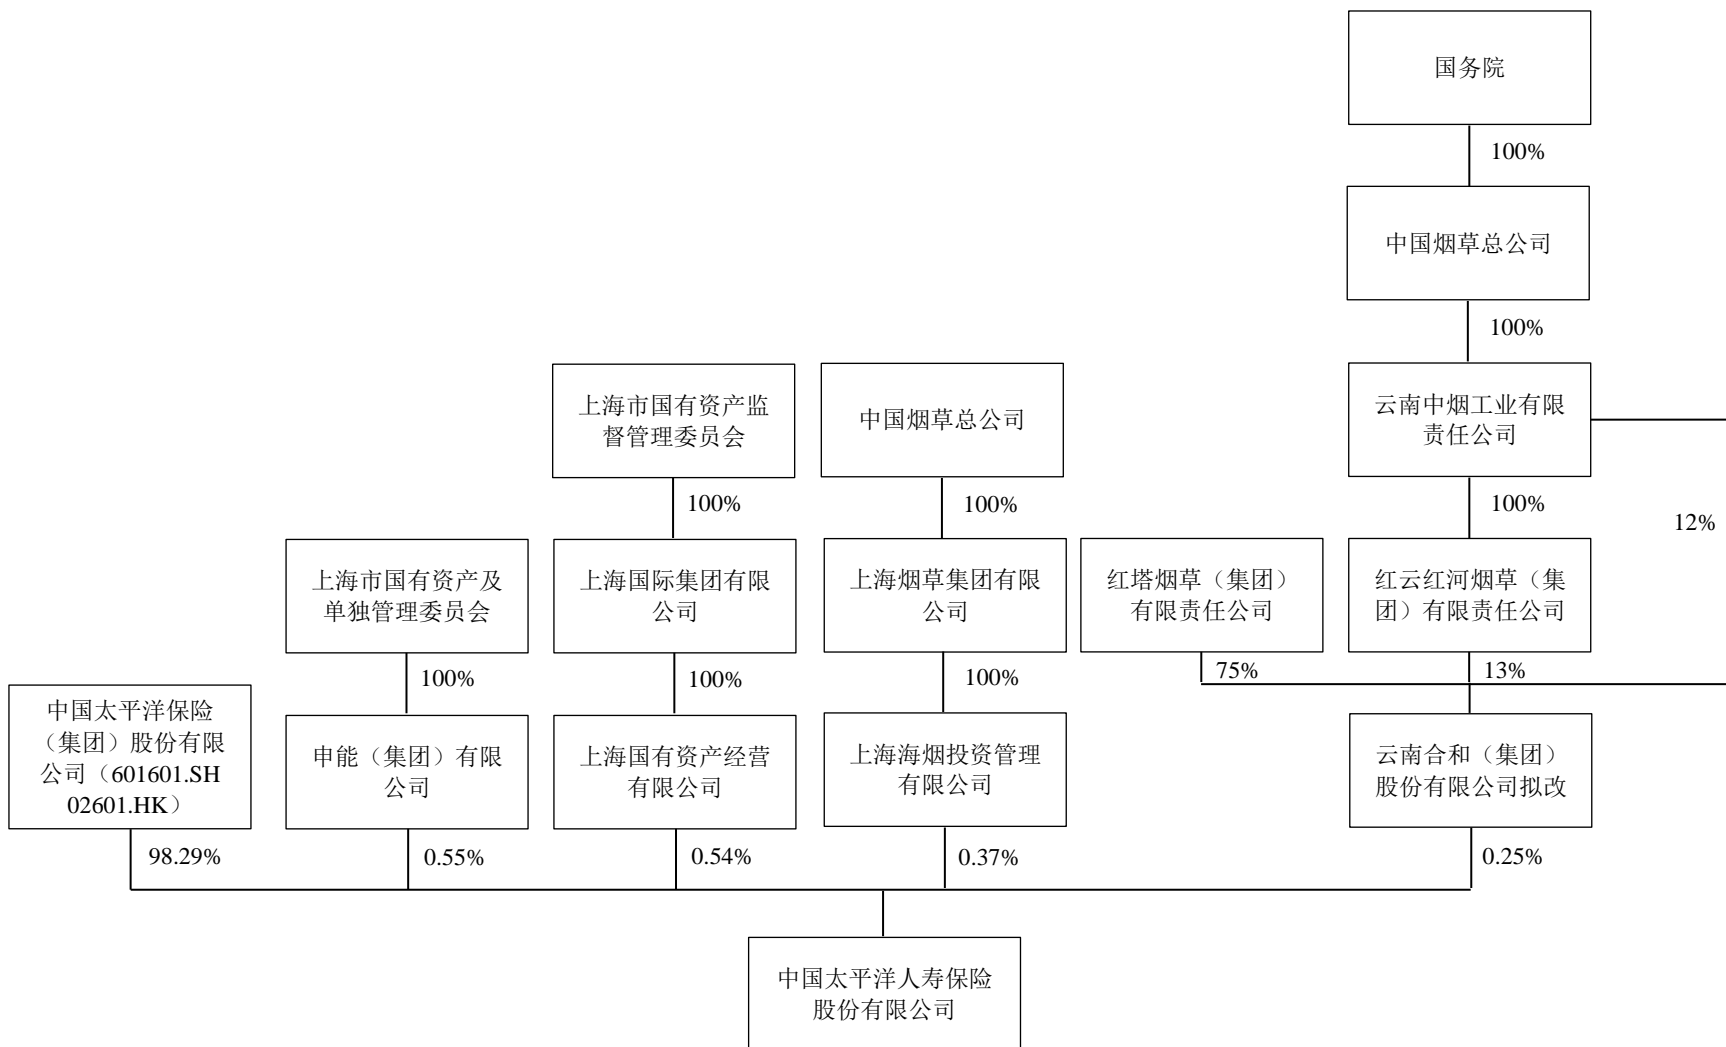 国务院
100%
中国烟草总公司
100%
上海市国有资产监
督管理委员会
中国烟草总公司
云南中烟工业有限
责任公司
100%
100%
100%
12%
上海市国有资产及
单独管理委员会
上海国际集团有限
公司
上海烟草集团有限
公司
红塔烟草（集团）
有限责任公司
红云红河烟草（集
团）有限责任公司
100%
100%
100%
75%
13%
中国太平洋保险
（集团）股份有限
公司（601601.SH
02601.HK）
申能（集团）有限
公司
上海国有资产经营
有限公司
上海海烟投资管理
有限公司
云南合和（集团）
股份有限公司拟改
98.29%
0.55%
0.54%
0.37%
0.25%
中国太平洋人寿保险
股份有限公司